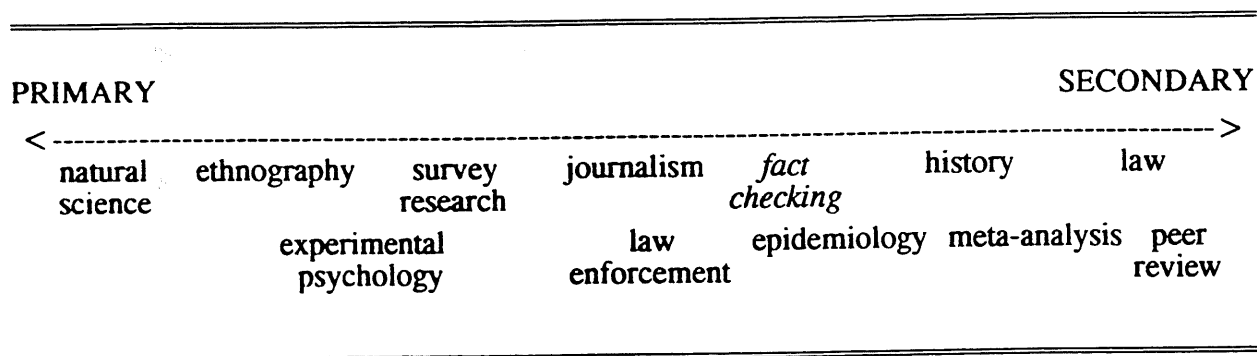 PRIMARY SECONDARY
< ------------------------------------------------------------ >
natural ethnography survey journalism fact history law
science research checking
experimental law epidemiology meta-analysis peer
psychology enforcement review